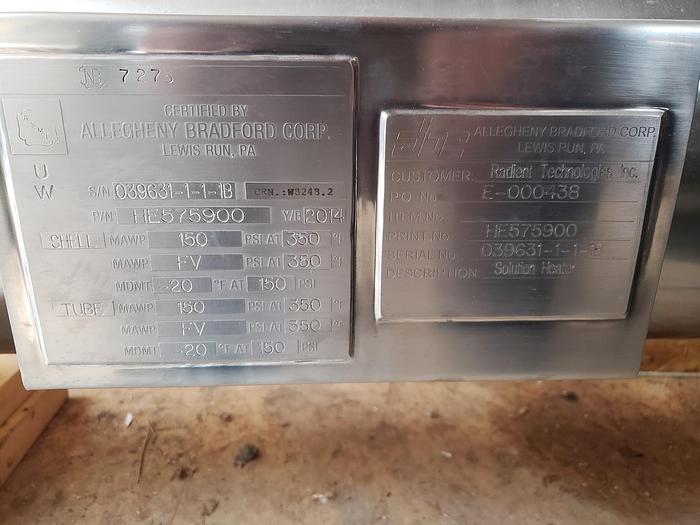 NB 7275
CERTIFIED BY
ALLEGHENY BRADFORD CORP.
LEWIS RUN, PA
U
W
S/N 039631-1-1-1B CRN.: W8248.2
P/N HE575900 Y/B 2014
SHELL MAWP 150 PSI AT 350 °F
MAWP FV PSI AT 350 °F
MDMT -20 °F AT 150 PSI
TUBE MAWP 150 PSI AT 350 °F
MAWP FV PSI AT 350 °F
MDMT -20 °F AT 150 PSI
abc ALLEGHENY BRADFORD CORP.
LEWIS RUN, PA
CUSTOMER Radient Technologies Inc.
P.O. No. E-000438
ITEM No.
PRINT No. HE575900
SERIAL No. 039631-1-1-1B
DESCRIPTION Solution Heater